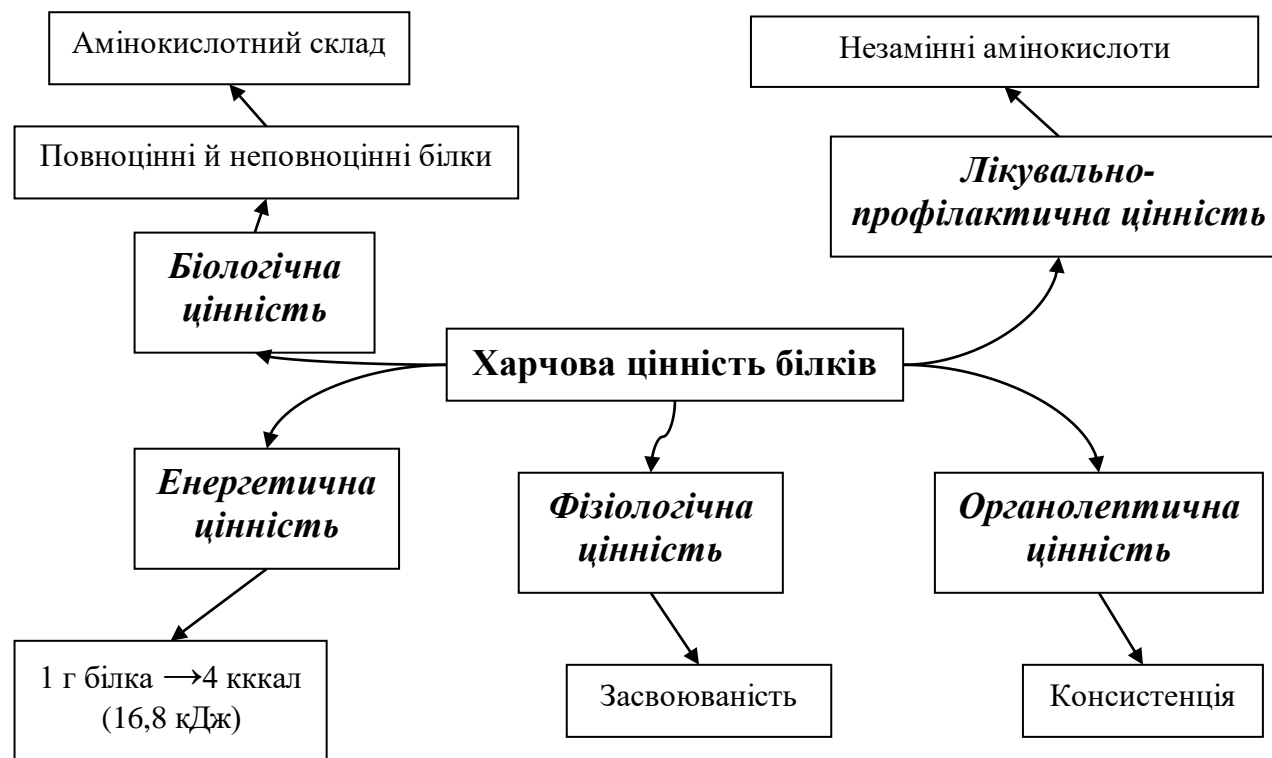 Амінокислотний склад
Незамінні амінокислоти
Повноцінні й неповноцінні білки
Лікувально-
профілактична цінність
Біологічна
цінність
Харчова цінність білків
Енергетична
цінність
Фізіологічна
цінність
Органолептична
цінність
1 г білка →4 кккал
(16,8 кДж)
Засвоюваність
Консистенція